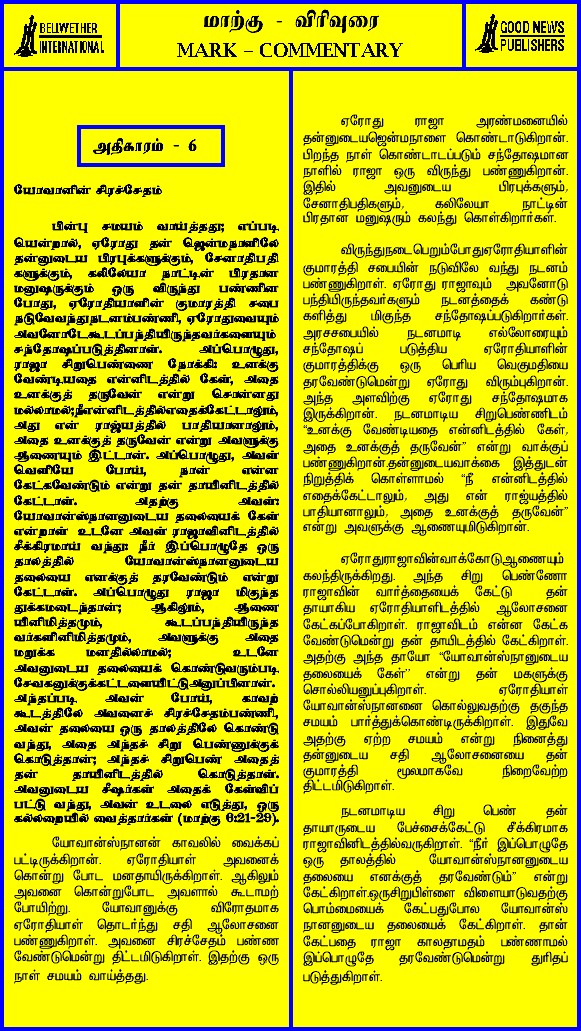 BELLWETHER
INTERNATIONAL
மாற்கு - விரிவுரை
MARK – COMMENTARY
GOOD NEWS
PUBLISHERS
அதிகாரம் - 6
யோவானின் சிரச்சேதம்
பின்பு சமயம் வாய்த்தது; எப்படி
யென்றால், ஏரோது தன் ஜென்மநாளிலே
தன்னுடைய பிரபுக்களுக்கும், சேனாதிபதி
களுக்கும், கலிலேயா நாட்டின் பிரதான
மனுஷருக்கும் ஒரு விருந்து பண்ணின
போது, ஏரோதியாளின் குமாரத்தி சபை
நடுவேவந்துநடனம்பண்ணி, ஏரோதுவையும்
அவனோடேகூடப்பந்தியிருந்தவர்களையும்
சந்தோஷப்படுத்தினாள். அப்பொழுது,
ராஜா சிறுபெண்ணை நோக்கி: உனக்கு
வேண்டியதை என்னிடத்தில் கேள், அதை
உனக்குத் தருவேன் என்று சொன்னது
மல்லாமல்;நீஎன்னிடத்தில்எதைக்கேட்டாலும்,
அது என் ராஜ்யத்தில் பாதியானாலும்,
அதை உனக்குத் தருவேன் என்று அவளுக்கு
ஆணையும் இட்டான். அப்பொழுது, அவள்
வெளியே போய், நான் என்ன
கேட்கவேண்டும் என்று தன் தாயினிடத்தில்
கேட்டாள். அதற்கு அவள்:
யோவான்ஸ்நானனுடைய தலையைக் கேள்
என்றாள் உடனே அவள் ராஜாவினிடத்தில்
சீக்கிரமாய் வந்து: நீர் இப்பொழுதே ஒரு
தாலத்தில் யோவான்ஸ்நானனுடைய
தலையை எனக்குத் தரவேண்டும் என்று
கேட்டாள். அப்பொழுது ராஜா மிகுந்த
துக்கமடைந்தான்; ஆகிலும், ஆணை
யினிமித்தமும், கூடப்பந்தியிருந்த
வர்களினிமித்தமும், அவளுக்கு அதை
மறுக்க மனதில்லாமல்; உடனே
அவனுடைய தலையைக் கொண்டுவரும்படி
சேவகனுக்குக்கட்டளையிட்டுஅனுப்பினான்.
அந்தப்படி அவன் போய், காவற்
கூடத்திலே அவனைச் சிரச்சேதம்பண்ணி,
அவன் தலையை ஒரு தாலத்திலே கொண்டு
வந்து, அதை அந்தச் சிறு பெண்ணுக்குக்
கொடுத்தான்; அந்தச் சிறுபெண் அதைத்
தன் தாயினிடத்தில் கொடுத்தாள்.
அவனுடைய சீஷர்கள் அதைக் கேள்விப்
பட்டு வந்து, அவன் உடலை எடுத்து, ஒரு
கல்லறையில் வைத்தார்கள் (மாற்கு 6:21-29).
யோவான்ஸ்நானன் காவலில் வைக்கப்
பட்டிருக்கிறான். ஏரோதியாள் அவனைக்
கொன்று போட மனதாயிருக்கிறாள். ஆகிலும்
அவனை கொன்றுபோட அவளால் கூடாமற்
போயிற்று. யோவானுக்கு விரோதமாக
ஏரோதியாள் தொடர்ந்து சதி ஆலோசனை
பண்ணுகிறாள். அவனை சிரச்சேதம் பண்ண
வேண்டுமென்று திட்டமிடுகிறாள். இதற்கு ஒரு
நாள் சமயம் வாய்த்தது.
ஏரோது ராஜா அரண்மனையில்
தன்னுடையஜென்மநாளை கொண்டாடுகிறான்.
பிறந்த நாள் கொண்டாடப்படும் சந்தோஷமான
நாளில் ராஜா ஒரு விருந்து பண்ணுகிறான்.
இதில் அவனுடைய பிரபுக்களும்,
சேனாதிபதிகளும், கலிலேயா நாட்டின்
பிரதான மனுஷரும் கலந்து கொள்கிறார்கள்.
விருந்துநடைபெறும்போதுஏரோதியாளின்
குமாரத்தி சபையின் நடுவிலே வந்து நடனம்
பண்ணுகிறாள். ஏரோது ராஜாவும் அவனோடு
பந்தியிருந்தவர்களும் நடனத்தைக் கண்டு
களித்து மிகுந்த சந்தோஷப்படுகிறார்கள்.
அரசசபையில் நடனமாடி எல்லோரையும்
சந்தோஷப் படுத்திய ஏரோதியாளின்
குமாரத்திக்கு ஒரு பெரிய வெகுமதியை
தரவேண்டுமென்று ஏரோது விரும்புகிறான்.
அந்த அளவிற்கு ஏரோது சந்தோஷமாக
இருக்கிறான். நடனமாடிய சிறுபெண்ணிடம்
“உனக்கு வேண்டியதை என்னிடத்தில் கேள்,
அதை உனக்குத் தருவேன்” என்று வாக்குப்
பண்ணுகிறான்.தன்னுடையவாக்கை இத்துடன்
நிறுத்திக் கொள்ளாமல் “நீ என்னிடத்தில்
எதைக்கேட்டாலும், அது என் ராஜ்யத்தில்
பாதியானாலும், அதை உனக்குத் தருவேன்”
என்று அவளுக்கு ஆணையுமிடுகிறான்.
ஏரோதுராஜாவின்வாக்கோடுஆணையும்
கலந்திருக்கிறது. அந்த சிறு பெண்ணோ
ராஜாவின் வார்த்தையைக் கேட்டு தன்
தாயாகிய ஏரோதியாளிடத்தில் ஆலோசனை
கேட்கப்போகிறாள். ராஜாவிடம் என்ன கேட்க
வேண்டுமென்று தன் தாயிடத்தில் கேட்கிறாள்.
அதற்கு அந்த தாயோ “யோவான்ஸ்நானுடைய
தலையைக் கேள்” என்று தன் மகளுக்கு
சொல்லியனுப்புகிறாள். ஏரோதியாள்
யோவான்ஸ்நானனை கொல்லுவதற்கு தகுந்த
சமயம் பார்த்துக்கொண்டிருக்கிறாள். இதுவே
அதற்கு ஏற்ற சமயம் என்று நினைத்து
தன்னுடைய சதி ஆலோசனையை தன்
குமாரத்தி மூலமாகவே நிறைவேற்ற
திட்டமிடுகிறாள்.
நடனமாடிய சிறு பெண் தன்
தாயாருடைய பேச்சைக்கேட்டு சீக்கிரமாக
ராஜாவினிடத்தில்வருகிறாள். “நீர் இப்பொழுதே
ஒரு தாலத்தில் யோவான்ஸ்நானனுடைய
தலையை எனக்குத் தரவேண்டும்” என்று
கேட்கிறாள்.ஒருசிறுபிள்ளை விளையாடுவதற்கு
பொம்மையைக் கேட்பதுபோல யோவான்ஸ்
நானனுடைய தலையைக் கேட்கிறாள். தான்
கேட்பதை ராஜா காலதாமதம் பண்ணாமல்
இப்பொழுதே தரவேண்டுமென்று துரிதப்
படுத்துகிறாள்.